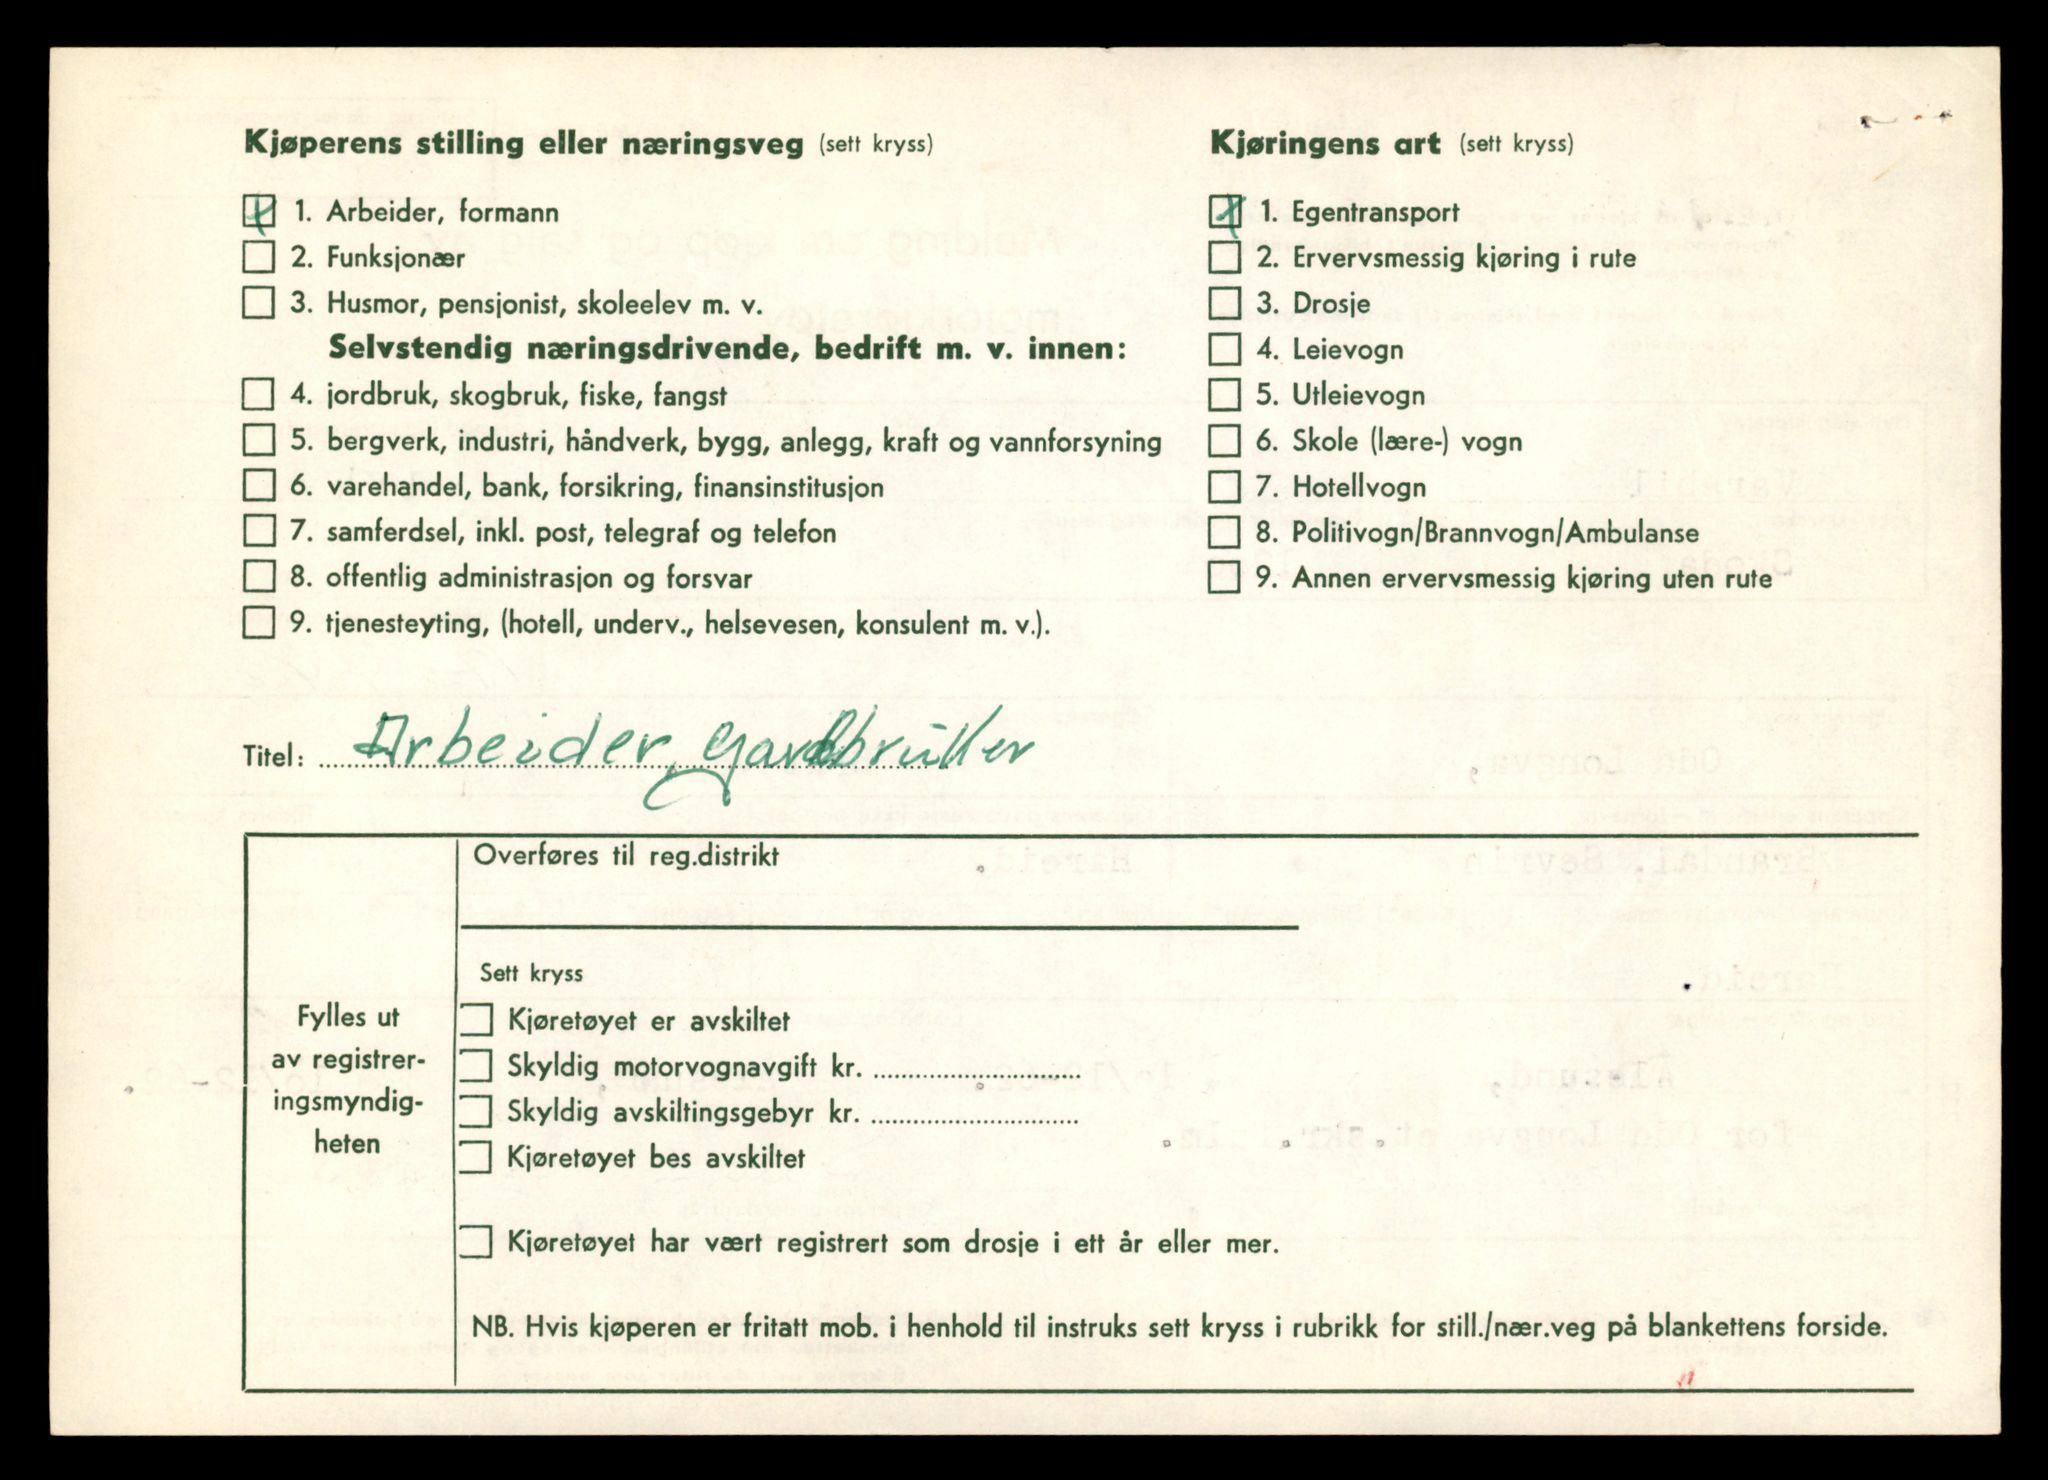 Kjøperens stilling eller næringsveg (sett kryss)
1. Arbeider, formann
2. Funksjonær
3. Husmor, pensjonist, skoleelev m. v.
Selvstendig næringsdrivende, bedrift m. v. innen:
4. jordbruk, skogbruk, fiske, fangst
5. bergverk, industri, håndverk, bygg, anlegg, kraft og vannforsyning
6. varehandel, bank, forsikring, finansinstitusjon
7. samferdsel, inkl. post, telegraf og telefon
8. offentlig administrasjon og forsvar
9. tjenesteyting, (hotell, underv., helsevesen, konsulent m. v.).
Kjøringens art (sett kryss)
1. Egentransport
2. Ervervsmessig kjøring i rute
3. Drosje
4. Leievogn
5. Utleievogn
6. Skole (lære-) vogn
7. Hotellvogn
8. Politivogn/Brannvogn/Ambulanse
9. Annen ervervsmessig kjøring uten rute
Titel: Arbeider, gardbruker
Fylles ut
av registrer-
ingsmyndig-
heten
Overføres til reg.distrikt
Sett kryss
Kjøretøyet er avskiltet
Skyldig motorvognavgift kr.
Skyldig avskiltingsgebyr kr.
Kjøretøyet bes avskiltet
Kjøretøyet har vært registrert som drosje i ett år eller mer.
NB. Hvis kjøperen er fritatt mob. i henhold til instruks sett kryss i rubrikk for still./nær.veg på blankettens forside.